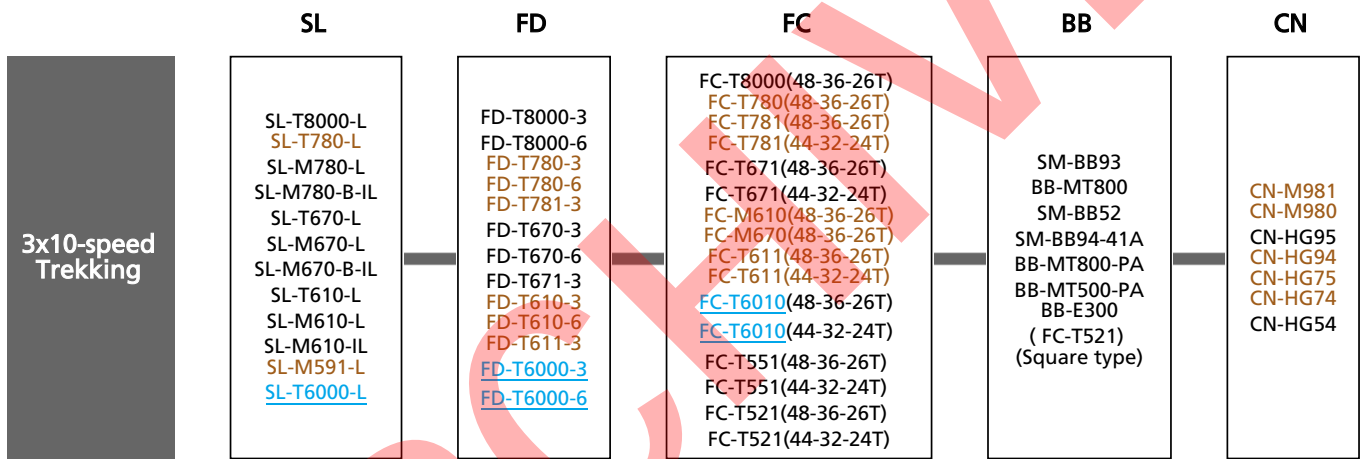 SL
FD
FC
BB
CN
3x10-speed
Trekking
SL-T8000-L
SL-T780-L
SL-M780-L
SL-M780-B-IL
SL-T670-L
SL-M670-L
SL-M670-B-IL
SL-T610-L
SL-M610-L
SL-M610-IL
SL-M591-L
SL-T6000-L
FD-T8000-3
FD-T8000-6
FD-T780-3
FD-T780-6
FD-T781-3
FD-T670-3
FD-T670-6
FD-T671-3
FD-T610-3
FD-T610-6
FD-T611-3
FD-T6000-3
FD-T6000-6
FC-T8000(48-36-26T)
FC-T780(48-36-26T)
FC-T781(48-36-26T)
FC-T781(44-32-24T)
FC-T671(48-36-26T)
FC-T671(44-32-24T)
FC-M610(48-36-26T)
FC-M670(48-36-26T)
FC-T611(48-36-26T)
FC-T611(44-32-24T)
FC-T6010(48-36-26T)
FC-T6010(44-32-24T)
FC-T551(48-36-26T)
FC-T551(44-32-24T)
FC-T521(48-36-26T)
FC-T521(44-32-24T)
SM-BB93
BB-MT800
SM-BB52
SM-BB94-41A
BB-MT800-PA
BB-MT500-PA
BB-E300
( FC-T521)
(Square type)
CN-M981
CN-M980
CN-HG95
CN-HG94
CN-HG75
CN-HG74
CN-HG54